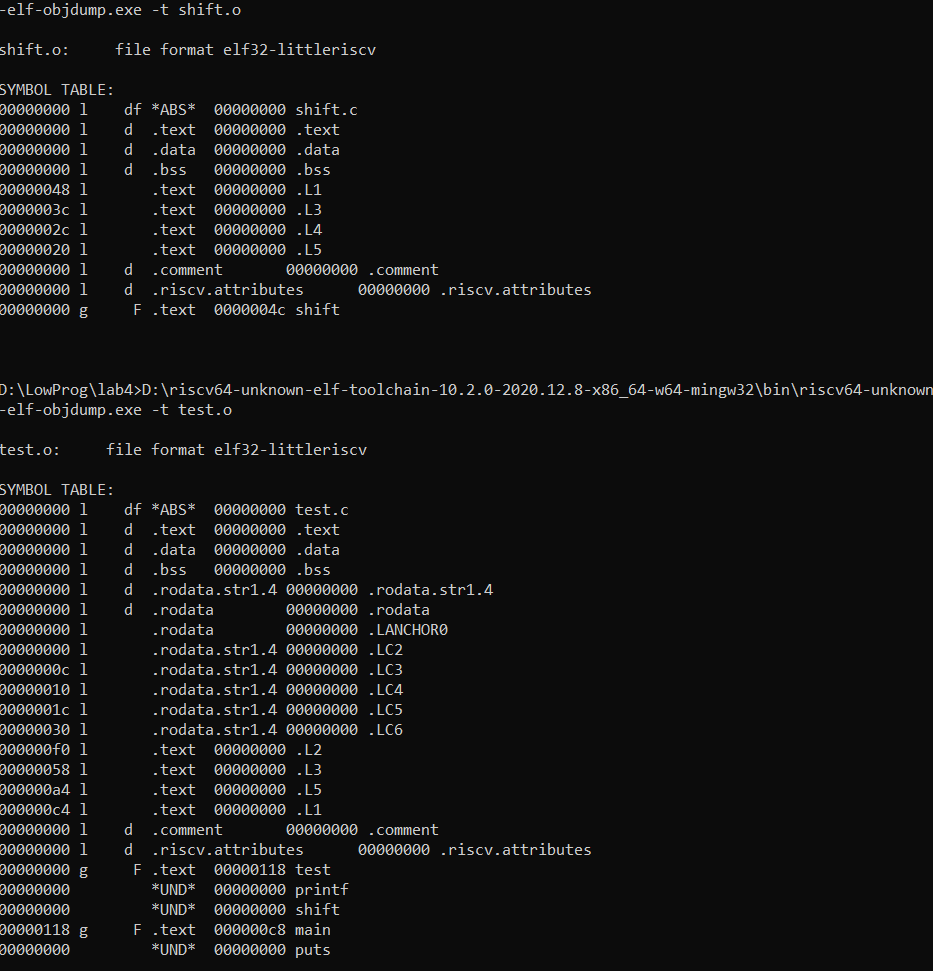 -elf-objdump.exe -t shift.o
shift.o:     file format elf32-littleriscv
SYMBOL TABLE:
00000000 l    df *ABS*  00000000 shift.c
00000000 l    d  .text  00000000 .text
00000000 l    d  .data  00000000 .data
00000000 l    d  .bss   00000000 .bss
00000048 l       .text  00000000 .L1
0000003c l       .text  00000000 .L3
0000002c l       .text  00000000 .L4
00000020 l       .text  00000000 .L5
00000000 l    d  .comment       00000000 .comment
00000000 l    d  .riscv.attributes      00000000 .riscv.attributes
00000000 g     F .text  0000004c shift
D:\LowProg\lab4>D:\riscv64-unknown-elf-toolchain-10.2.0-2020.12.8-x86_64-w64-mingw32\bin\riscv64-unknown
-elf-objdump.exe -t test.o
test.o:     file format elf32-littleriscv
SYMBOL TABLE:
00000000 l    df *ABS*  00000000 test.c
00000000 l    d  .text  00000000 .text
00000000 l    d  .data  00000000 .data
00000000 l    d  .bss   00000000 .bss
00000000 l    d  .rodata.str1.4 00000000 .rodata.str1.4
00000000 l    d  .rodata        00000000 .rodata
00000000 l       .rodata        00000000 .LANCHOR0
00000000 l       .rodata.str1.4 00000000 .LC2
0000000c l       .rodata.str1.4 00000000 .LC3
00000010 l       .rodata.str1.4 00000000 .LC4
0000001c l       .rodata.str1.4 00000000 .LC5
00000030 l       .rodata.str1.4 00000000 .LC6
000000f0 l       .text  00000000 .L2
00000058 l       .text  00000000 .L3
000000a4 l       .text  00000000 .L5
000000c4 l       .text  00000000 .L1
00000000 l    d  .comment       00000000 .comment
00000000 l    d  .riscv.attributes      00000000 .riscv.attributes
00000000 g     F .text  00000118 test
00000000         *UND*  00000000 printf
00000000         *UND*  00000000 shift
00000118 g     F .text  000000c8 main
00000000         *UND*  00000000 puts